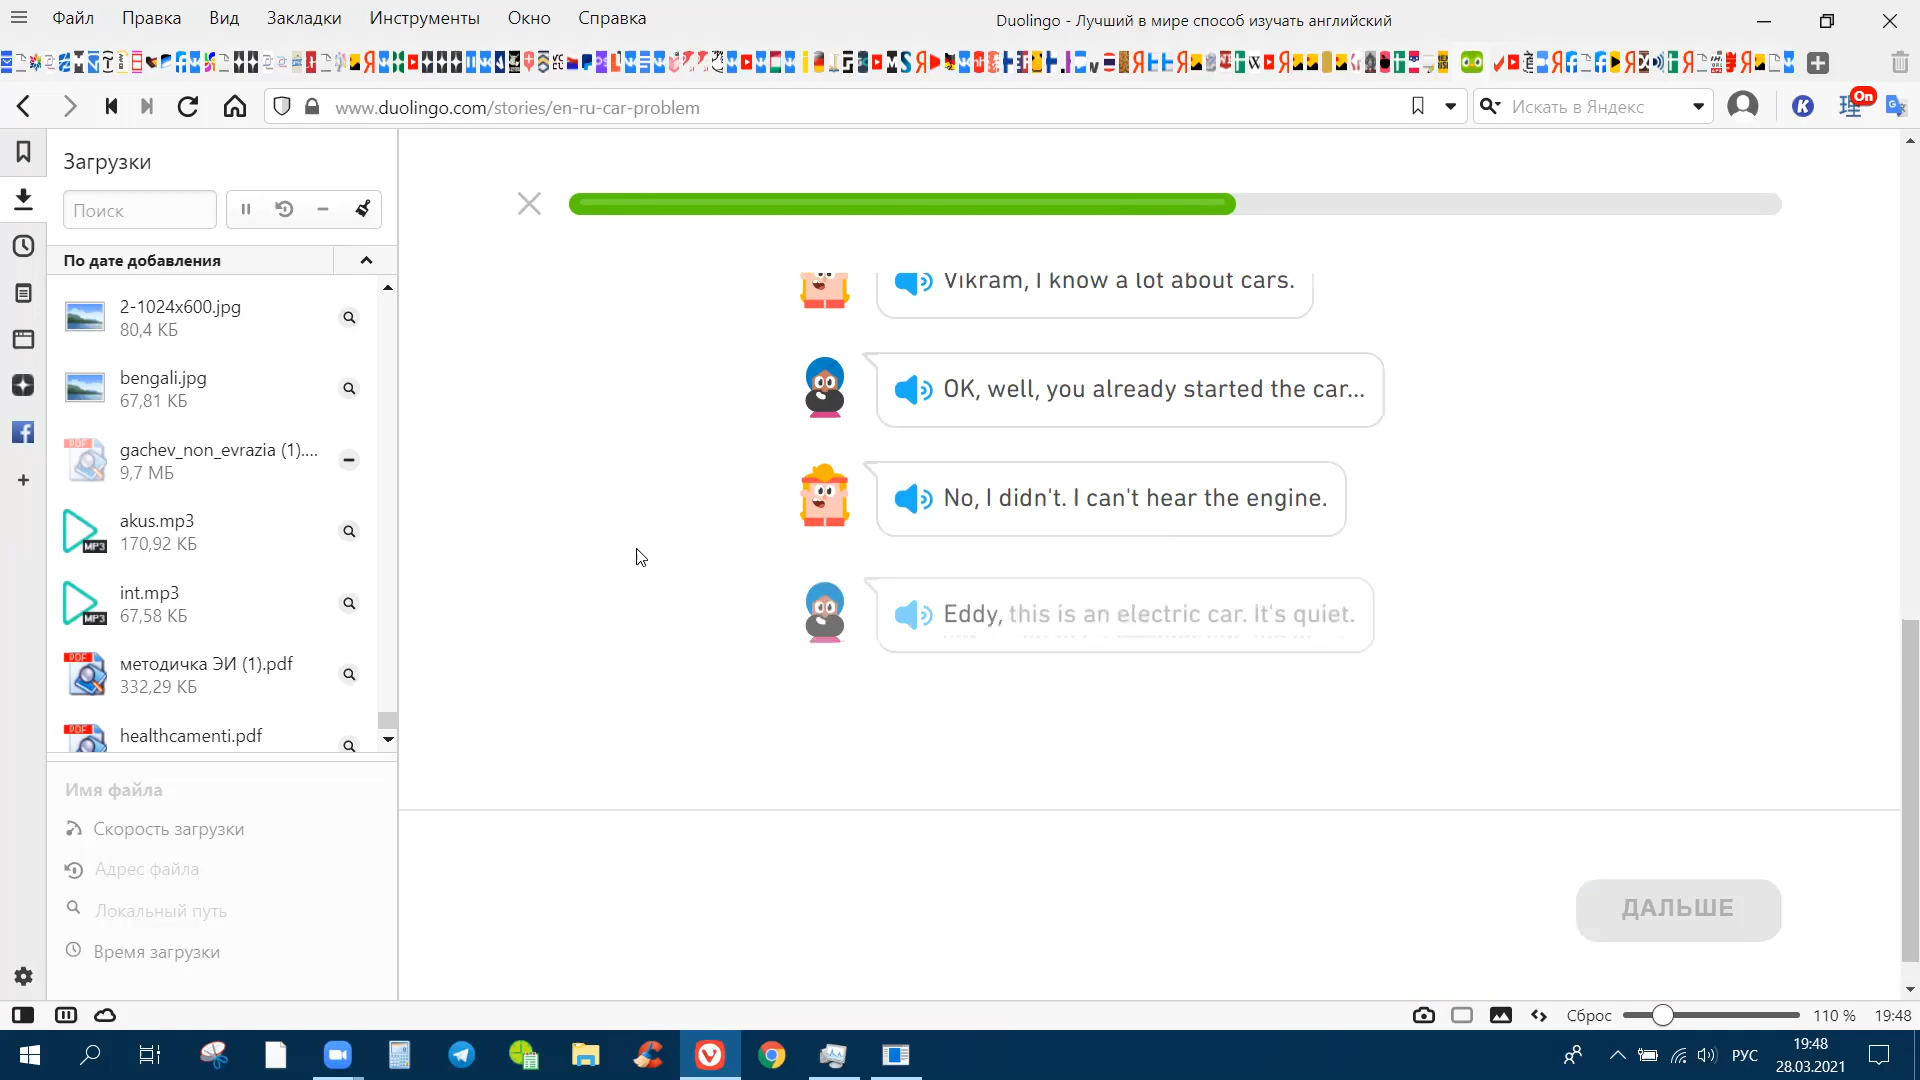 Файл Правка Вид Закладки Инструменты Окно Справка
Duolingo - Лучший в мире способ изучать английский
www.duolingo.com/stories/en-ru-car-problem
Искать в Яндекс
On
Загрузки
Поиск
По дате добавления
2-1024x600.jpg
80,4 КБ
bengali.jpg
67,81 КБ
gachev_non_evrazia (1)....
9,7 МБ
akus.mp3
170,92 КБ
int.mp3
67,58 КБ
методичка ЭИ (1).pdf
332,29 КБ
healthcamenti.pdf
Имя файла
Скорость загрузки
Адрес файла
Локальный путь
Время загрузки
Vikram, I know a lot about cars.
OK, well, you already started the car...
No, I didn't. I can't hear the engine.
Eddy, this is an electric car. It's quiet.
ДАЛЬШЕ
Сброс
110 %
19:48
РУС
19:48
28.03.2021